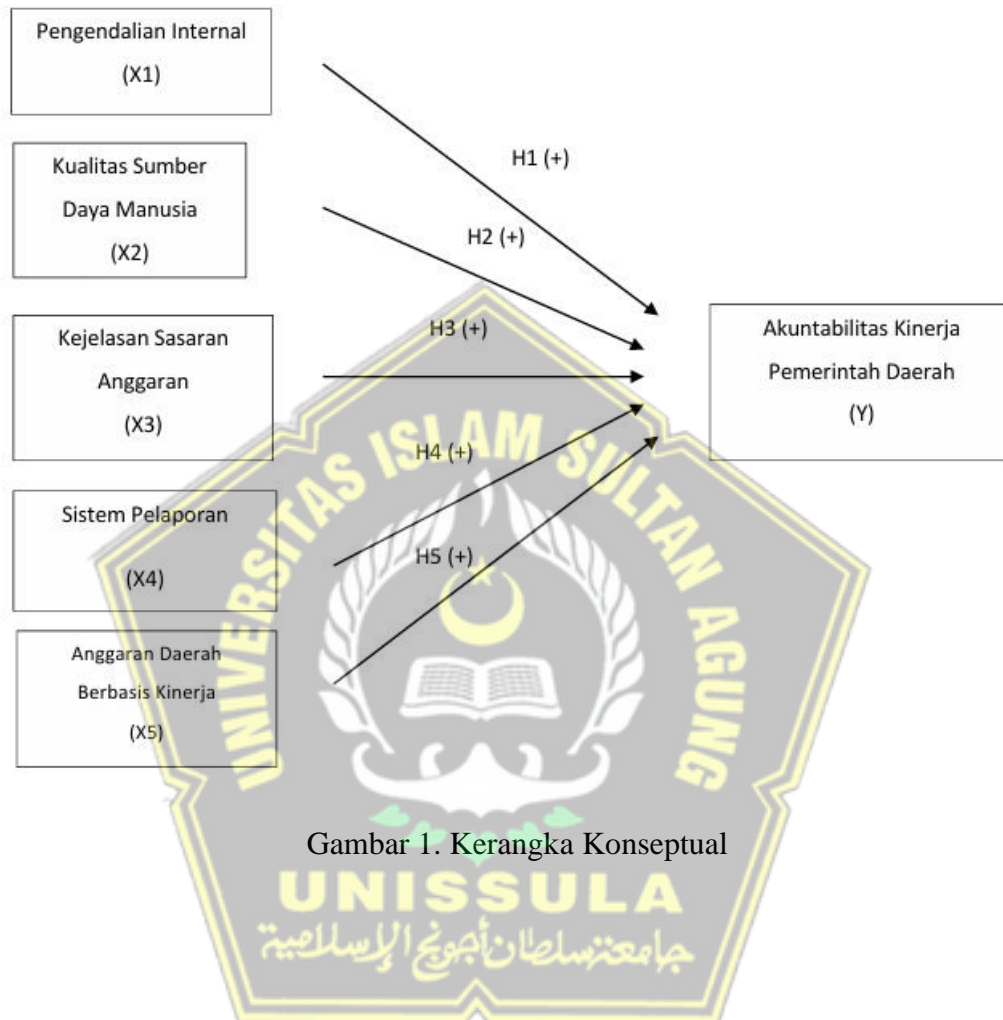 Pengendalian Internal
(X1)
Kualitas Sumber
Daya Manusia
(X2)
Kejelasan Sasaran
Anggaran
(X3)
Sistem Pelaporan
(X4)
Anggaran Daerah
Berbasis Kinerja
(X5)
H1 (+)
H2 (+)
H3 (+)
H4 (+)
H5 (+)
Akuntabilitas Kinerja
Pemerintah Daerah
(Y)
UNIVERSITAS ISLAM SULTAN AGUNG
Gambar 1. Kerangka Konseptual
UNISSULA
جامعة سلطان أجونج الإسلامية